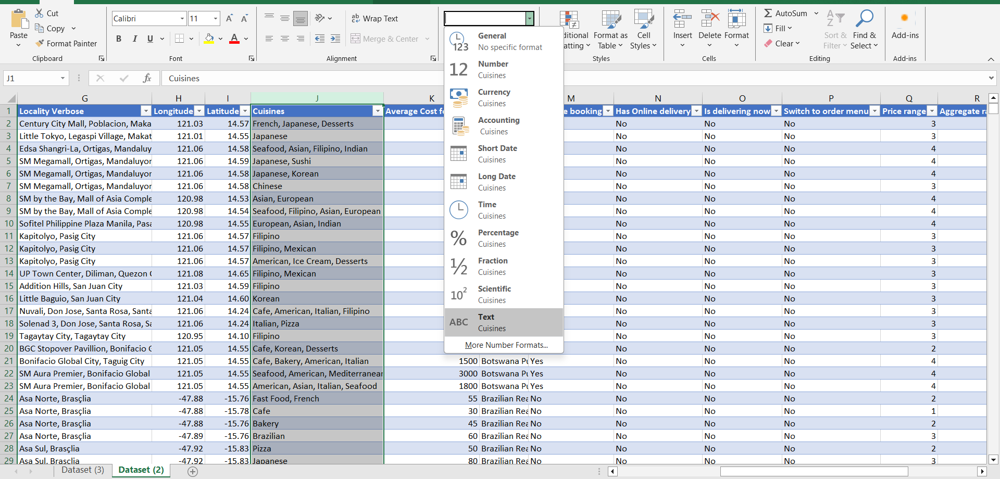 Cut
Copy
Paste
Format Painter
Clipboard
Calibri 11 A A
B I U A
Font
ab Wrap Text
Merge & Center
Alignment
General
No specific format
123
12 Number
Cuisines
Currency
Cuisines
Accounting
Cuisines
Short Date
Cuisines
Long Date
Cuisines
Time
Cuisines
% Percentage
Cuisines
½ Fraction
Cuisines
10² Scientific
Cuisines
ABC Text
Cuisines
More Number Formats...
ditional Format as Cell
atting Table Styles
Styles
Insert Delete Format
Cells
Σ AutoSum
Fill
Clear
Sort & Find &
Filter Select
Editing
Add-ins
Add-ins
J1 fx Cuisines
G H I J K M N O P Q R
1 Locality Verbose Longitude Latitude Cuisines Average Cost fo e booking Has Online delivery Is delivering now Switch to order menu Price range Aggregate ra
2 Century City Mall, Poblacion, Maka 121.03 14.57 French, Japanese, Desserts No No No 3
3 Little Tokyo, Legaspi Village, Makat 121.01 14.55 Japanese No No No 3
4 Edsa Shangri-La, Ortigas, Mandaluy 121.06 14.58 Seafood, Asian, Filipino, Indian No No No 4
5 SM Megamall, Ortigas, Mandaluyor 121.06 14.59 Japanese, Sushi No No No 4
6 SM Megamall, Ortigas, Mandaluyor 121.06 14.58 Japanese, Korean No No No 4
7 SM Megamall, Ortigas, Mandaluyor 121.06 14.58 Chinese No No No 3
8 SM by the Bay, Mall of Asia Comple 120.98 14.53 Asian, European No No No 4
9 SM by the Bay, Mall of Asia Comple 120.98 14.54 Seafood, Filipino, Asian, European No No No 4
10 Sofitel Philippine Plaza Manila, Pasa 120.98 14.55 European, Asian, Indian No No No 4
11 Kapitolyo, Pasig City 121.06 14.57 Filipino No No No 3
12 Kapitolyo, Pasig City 121.06 14.57 Filipino, Mexican No No No 3
13 Kapitolyo, Pasig City 121.06 14.57 American, Ice Cream, Desserts No No No 3
14 UP Town Center, Diliman, Quezon C 121.08 14.65 Filipino, Mexican No No No 3
15 Addition Hills, San Juan City 121.03 14.59 Filipino No No No 3
16 Little Baguio, San Juan City 121.04 14.60 Korean No No No 3
17 Nuvali, Don Jose, Santa Rosa, Santa 121.06 14.24 Cafe, American, Italian, Filipino No No No 3
18 Solenad 3, Don Jose, Santa Rosa, Sa 121.06 14.24 Italian, Pizza No No No 3
19 Tagaytay City, Tagaytay City 120.95 14.10 Filipino No No No 3
20 BGC Stopover Pavillion, Bonifacio G 121.05 14.55 Cafe, Korean, Desserts No No No 2
21 Bonifacio Global City, Taguig City 121.05 14.55 Cafe, Bakery, American, Italian 1500 Botswana Pu Yes No No No 4
22 SM Aura Premier, Bonifacio Global 121.05 14.55 Seafood, American, Mediterranean 3000 Botswana Pu Yes No No No 4
23 SM Aura Premier, Bonifacio Global 121.05 14.55 American, Asian, Italian, Seafood 1800 Botswana Pu Yes No No No 4
24 Asa Norte, Brasçlia -47.88 -15.76 Fast Food, French 55 Brazilian Rea No No No No 2
25 Asa Norte, Brasçlia -47.88 -15.78 Cafe 30 Brazilian Rea No No No No 1
26 Asa Norte, Brasçlia -47.88 -15.76 Bakery 45 Brazilian Rea No No No No 2
27 Asa Norte, Brasçlia -47.89 -15.76 Brazilian 60 Brazilian Rea No No No No 3
28 Asa Sul, Brasçlia -47.92 -15.83 Pizza 50 Brazilian Rea No No No No 2
29 Asa Sul, Brasçlia -47.92 -15.83 Japanese 80 Brazilian Rea No No No No 3
Dataset (3) Dataset (2)